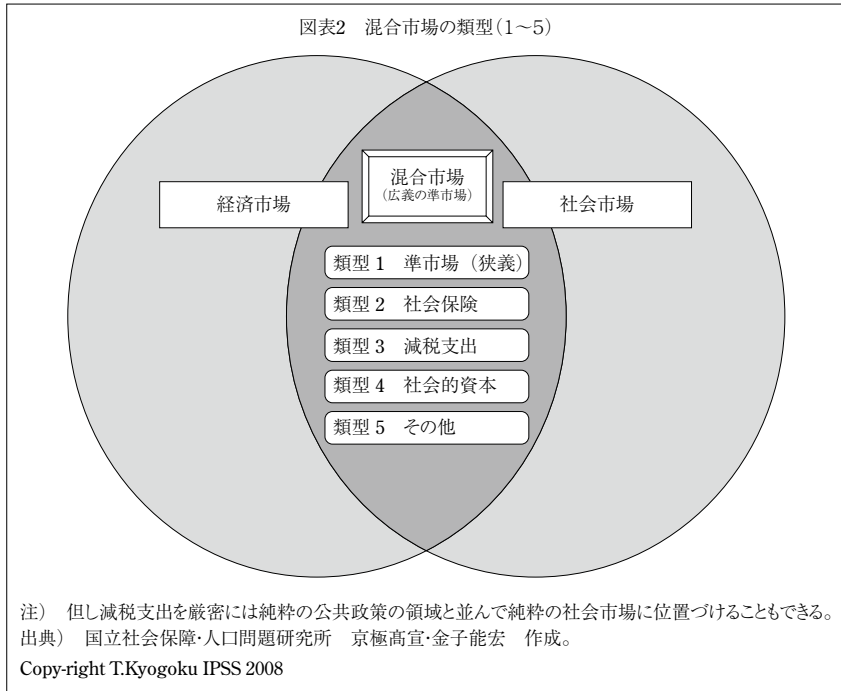 図表2　混合市場の類型（1～5）
経済市場
混合市場
（広義の準市場）
社会市場
類型 1　準市場（狭義）
類型 2　社会保険
類型 3　減税支出
類型 4　社会的資本
類型 5　その他
注）　但し減税支出を厳密には純粋の公共政策の領域と並んで純粋の社会市場に位置づけることもできる。
出典）　国立社会保障・人口問題研究所　京極髙宣・金子能宏　作成。
Copy-right T.Kyogoku IPSS 2008